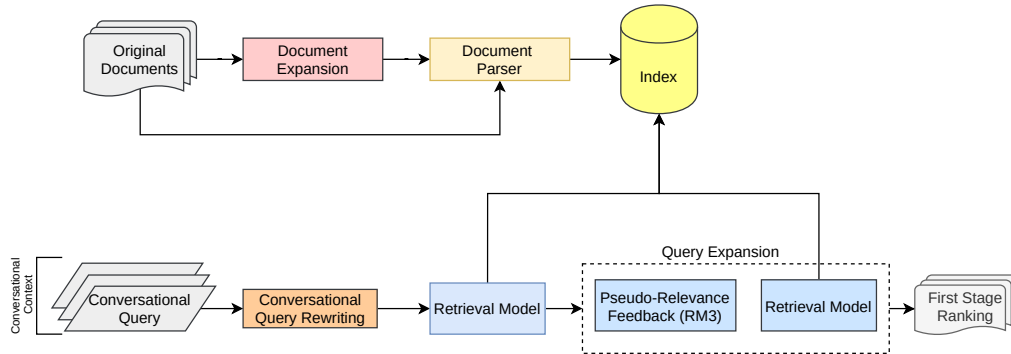 Original
Documents
Document
Expansion
Document
Parser
Index
Conversational
Context
Conversational
Query
Conversational
Query Rewriting
Retrieval Model
Query Expansion
Pseudo-Relevance
Feedback (RM3)
Retrieval Model
First Stage
Ranking